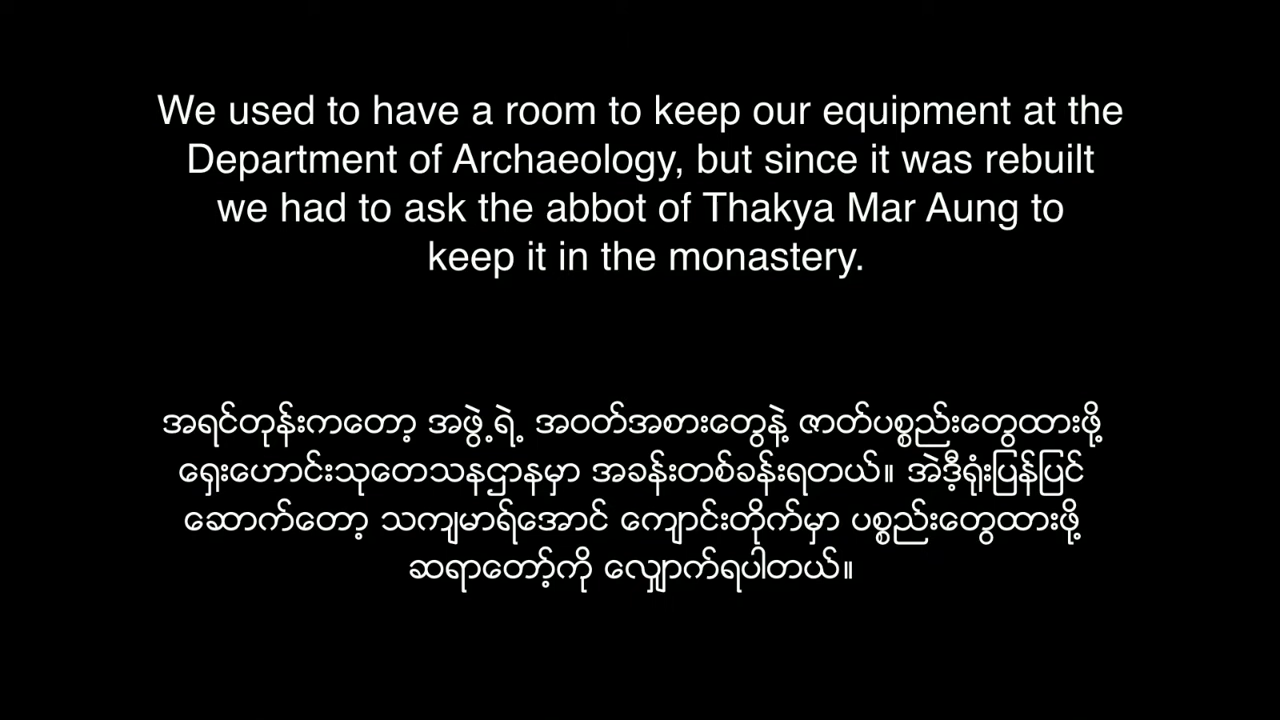 We used to have a room to keep our equipment at the
Department of Archaeology, but since it was rebuilt
we had to ask the abbot of Thakya Mar Aung to
keep it in the monastery.
အရင်တုန်းကတော့ အဖွဲ့ရဲ့ အဝတ်အစားတွေနဲ့ ဇာတ်ပစ္စည်းတွေထားဖို့
ရှေးဟောင်းသုတေသနဌာနမှာ အခန်းတစ်ခန်းရတယ်။ အဲဒီ့ရုံးပြန်ပြင်
ဆောက်တော့ သကျမာရ်အောင် ကျောင်းတိုက်မှာ ပစ္စည်းတွေထားဖို့
ဆရာတော့်ကို လျှောက်ရပါတယ်။